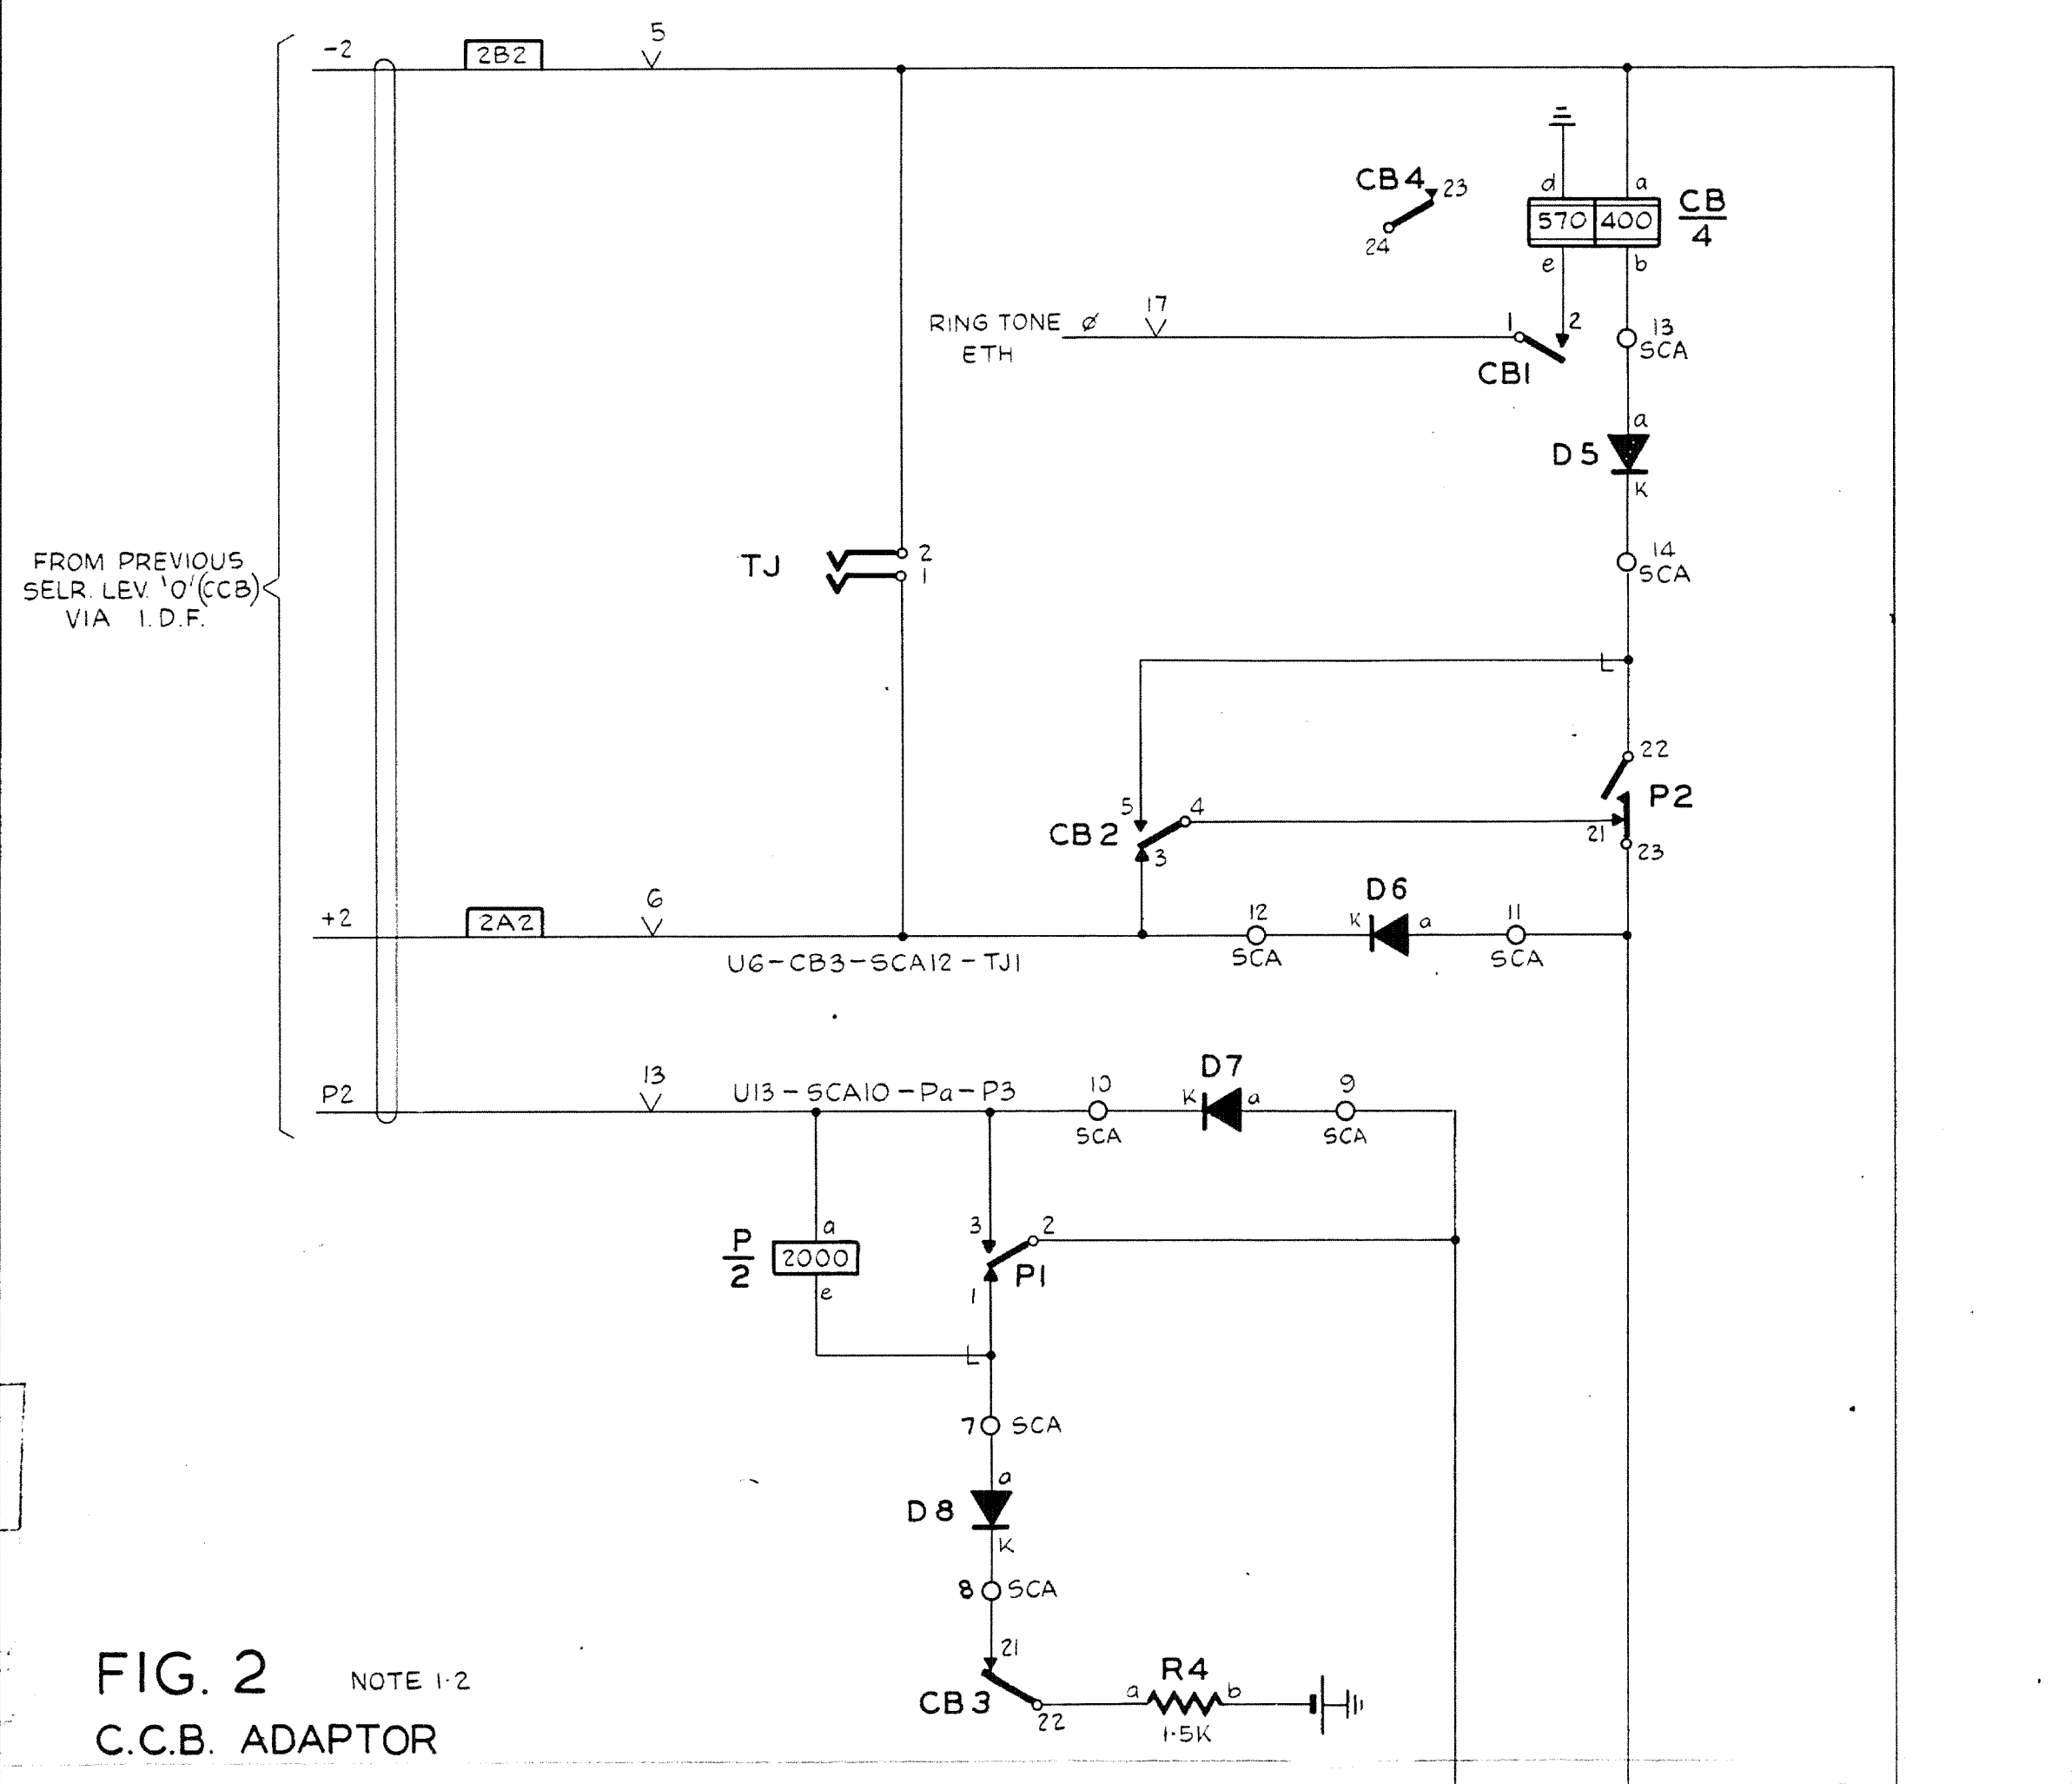 -2
2B2
5
CB4 23
24
d a
570 400
CB
4
e b
RING TONE ∅
ETH
17
1
2
CB1
13
SCA
a
D5
K
14
SCA
TJ
2
1
FROM PREVIOUS
SELR. LEV. '0' (CCB)
VIA I.D.F.
22
P2
21
23
5
4
CB2
3
+2
2A2
6
U6-CB3-SCA12-TJ1
12
SCA
D6
K a
11
SCA
P2
13
U13-SCA10-Pa-P3
10
SCA
D7
K a
9
SCA
P
2
a
2000
e
3
2
P1
1
7 SCA
a
D8
K
8 SCA
21
CB3
22
R4
a b
1.5K
FIG. 2 NOTE 1·2
C.C.B. ADAPTOR